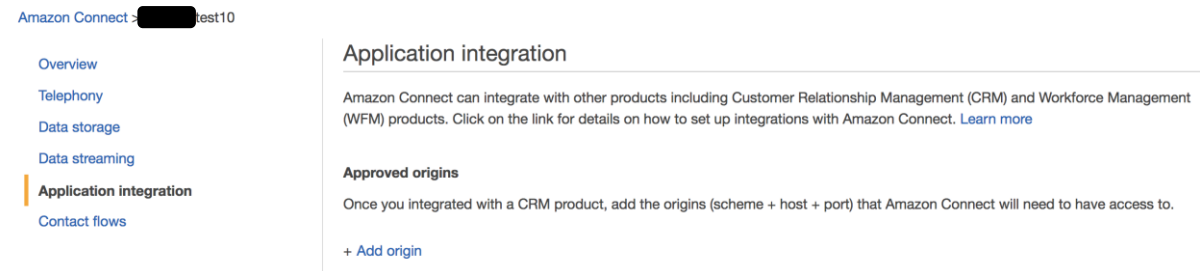 Amazon Connect > test10
Overview
Telephony
Data storage
Data streaming
Application integration
Contact flows
Application integration
Amazon Connect can integrate with other products including Customer Relationship Management (CRM) and Workforce Management
(WFM) products. Click on the link for details on how to set up integrations with Amazon Connect. Learn more
Approved origins
Once you integrated with a CRM product, add the origins (scheme + host + port) that Amazon Connect will need to have access to.
+ Add origin